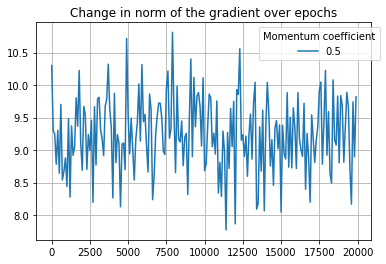 Change in norm of the gradient over epochs
Momentum coefficient
0.5
10.5
10.0
9.5
9.0
8.5
8.0
0 2500 5000 7500 10000 12500 15000 17500 20000